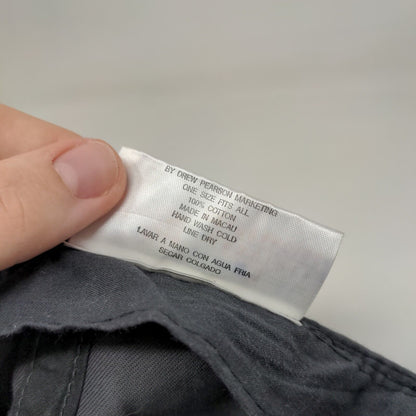 BY DREW PEARSON MARKETING
ONE SIZE FITS ALL
100% COTTON
MADE IN MACAU
HAND WASH COLD
LINE DRY
LAVAR A NANO CON AGUA FRIA
SECAR COLGADO